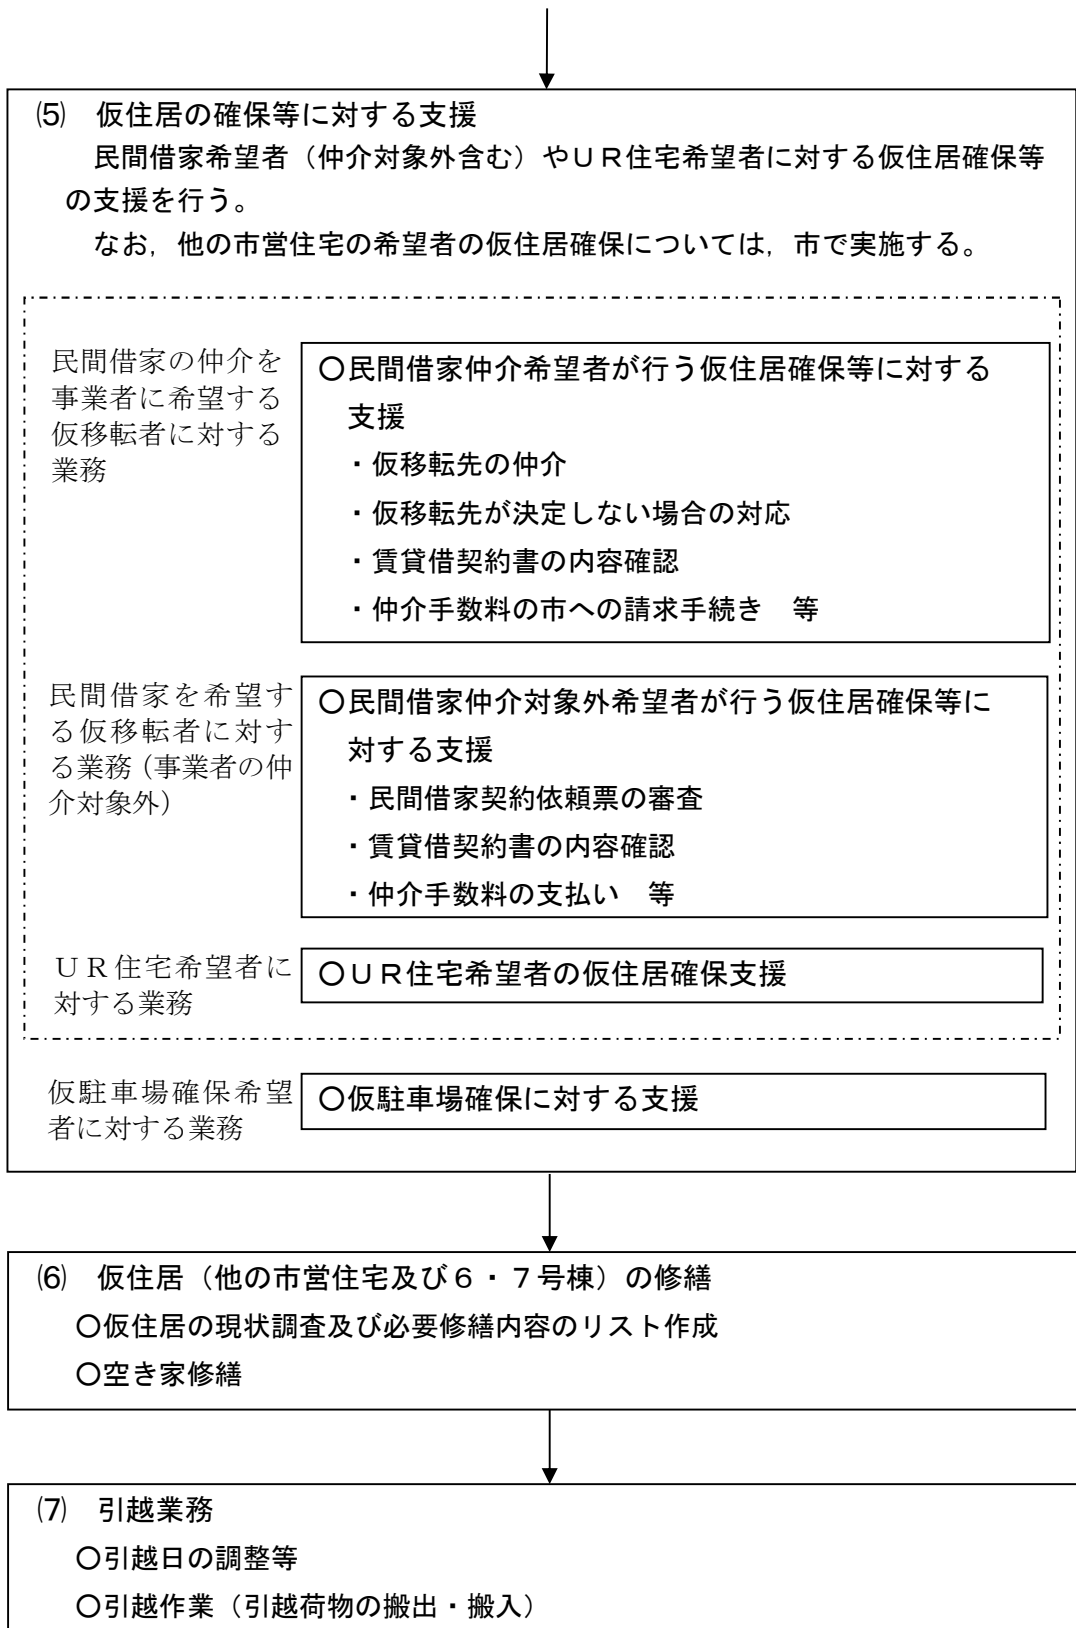 ⑸　仮住居の確保等に対する支援
民間借家希望者（仲介対象外含む）やＵＲ住宅希望者に対する仮住居確保等
の支援を行う。
なお，他の市営住宅の希望者の仮住居確保については，市で実施する。
民間借家の仲介を
事業者に希望する
仮移転者に対する
業務
〇民間借家仲介希望者が行う仮住居確保等に対する
支援
・仮移転先の仲介
・仮移転先が決定しない場合の対応
・賃貸借契約書の内容確認
・仲介手数料の市への請求手続き　等
民間借家を希望す
る仮移転者に対す
る業務（事業者の仲
介対象外）
〇民間借家仲介対象外希望者が行う仮住居確保等に
対する支援
・民間借家契約依頼票の審査
・賃貸借契約書の内容確認
・仲介手数料の支払い　等
ＵＲ住宅希望者に
対する業務
〇ＵＲ住宅希望者の仮住居確保支援
仮駐車場確保希望
者に対する業務
〇仮駐車場確保に対する支援
⑹　仮住居（他の市営住宅及び６・７号棟）の修繕
〇仮住居の現状調査及び必要修繕内容のリスト作成
〇空き家修繕
⑺　引越業務
〇引越日の調整等
〇引越作業（引越荷物の搬出・搬入）